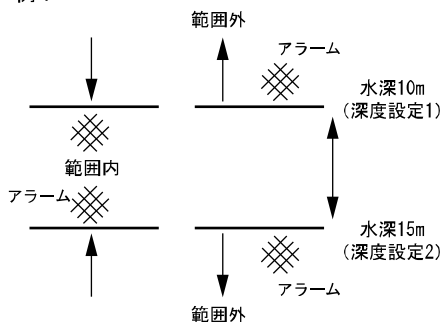 範囲外
アラーム
水深10m
(深度設定1)
範囲内
アラーム
水深15m
(深度設定2)
アラーム
範囲外